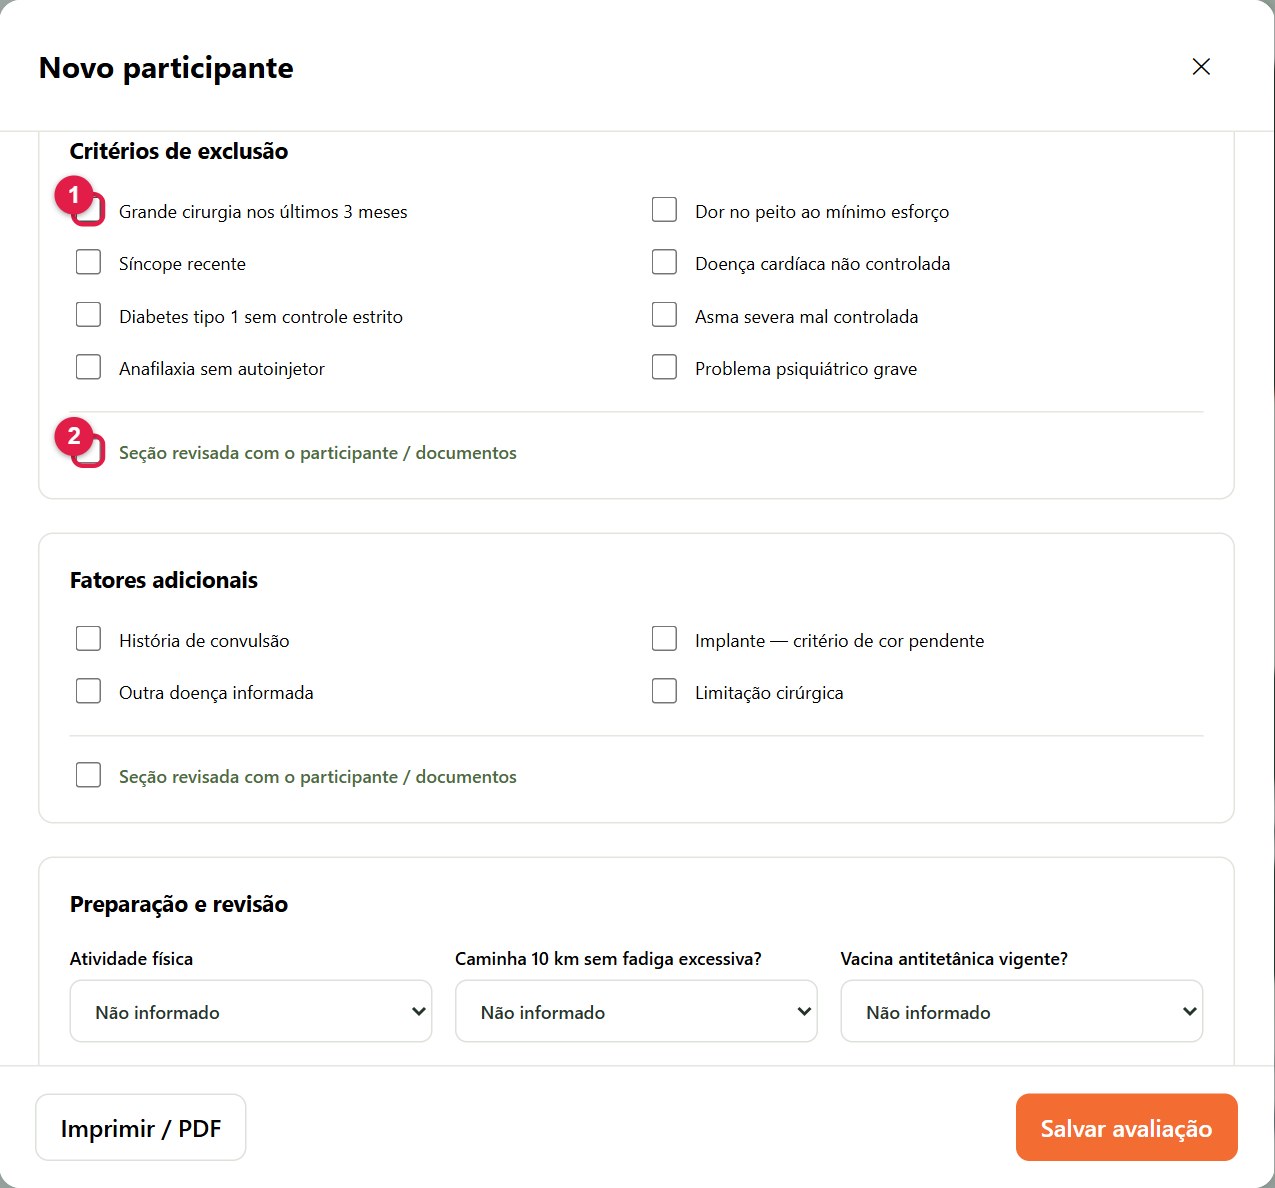 Novo participante
Critérios de exclusão
1
Grande cirurgia nos últimos 3 meses
Dor no peito ao mínimo esforço
Síncope recente
Doença cardíaca não controlada
Diabetes tipo 1 sem controle estrito
Asma severa mal controlada
Anafilaxia sem autoinjetor
Problema psiquiátrico grave
2
Seção revisada com o participante / documentos
Fatores adicionais
História de convulsão
Implante — critério de cor pendente
Outra doença informada
Limitação cirúrgica
Seção revisada com o participante / documentos
Preparação e revisão
Atividade física
Caminha 10 km sem fadiga excessiva?
Vacina antitetânica vigente?
Não informado
Não informado
Não informado
Imprimir / PDF
Salvar avaliação